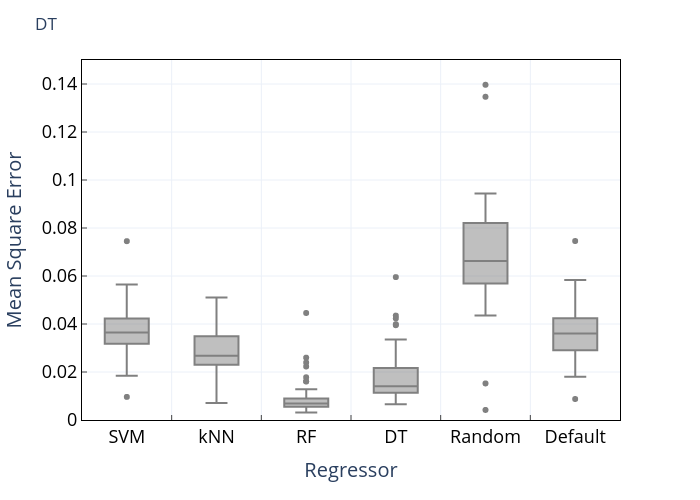 DT
Mean Square Error
0.14
0.12
0.1
0.08
0.06
0.04
0.02
0
SVM kNN RF DT Random Default
Regressor